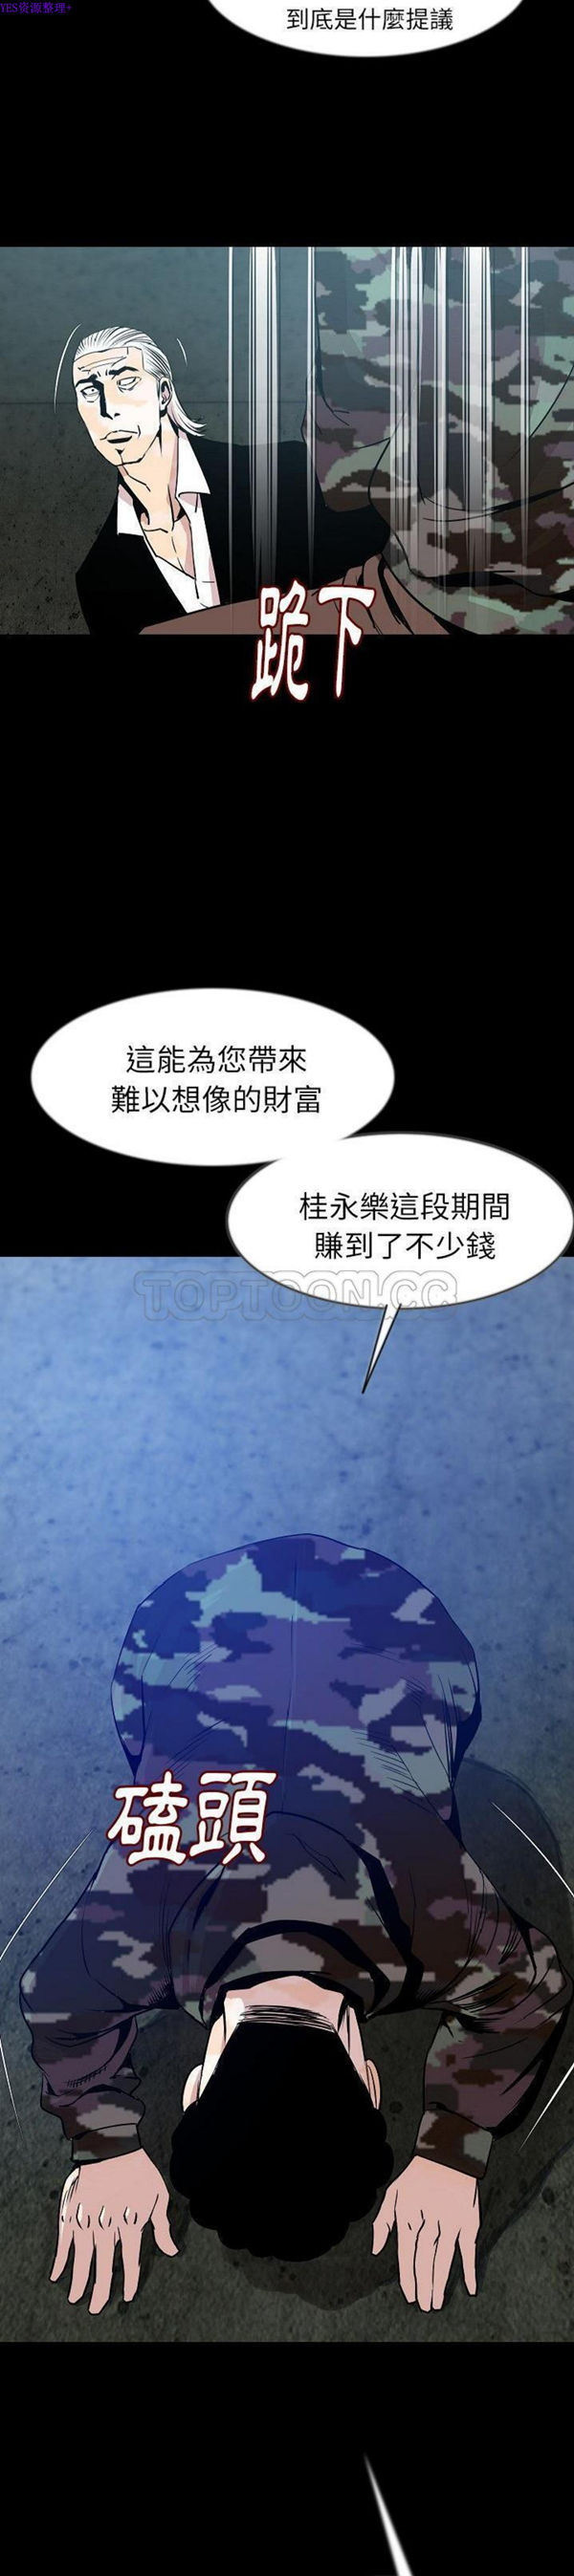 YES资源整理+
到底是什麼提議
跪下
這能為您帶來
難以想像的財富
桂永樂這段期間
賺到了不少錢
TOPTOON.CC
磕頭